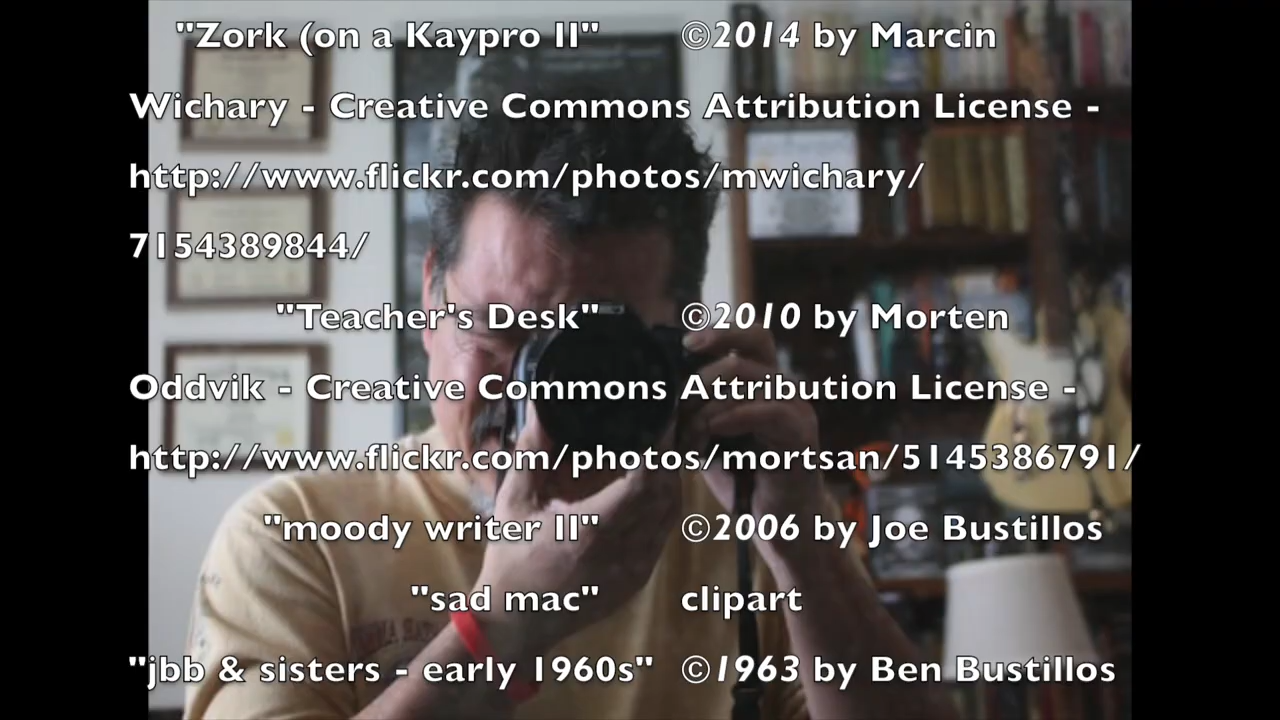 "Zork (on a Kaypro II" ©2014 by Marcin
Wichary - Creative Commons Attribution License -
http://www.flickr.com/photos/mwichary/
7154389844/
"Teacher's Desk" ©2010 by Morten
Oddvik - Creative Commons Attribution License -
http://www.flickr.com/photos/mortsan/5145386791/
"moody writer II" ©2006 by Joe Bustillos
"sad mac" clipart
"jbb & sisters - early 1960s" ©1963 by Ben Bustillos